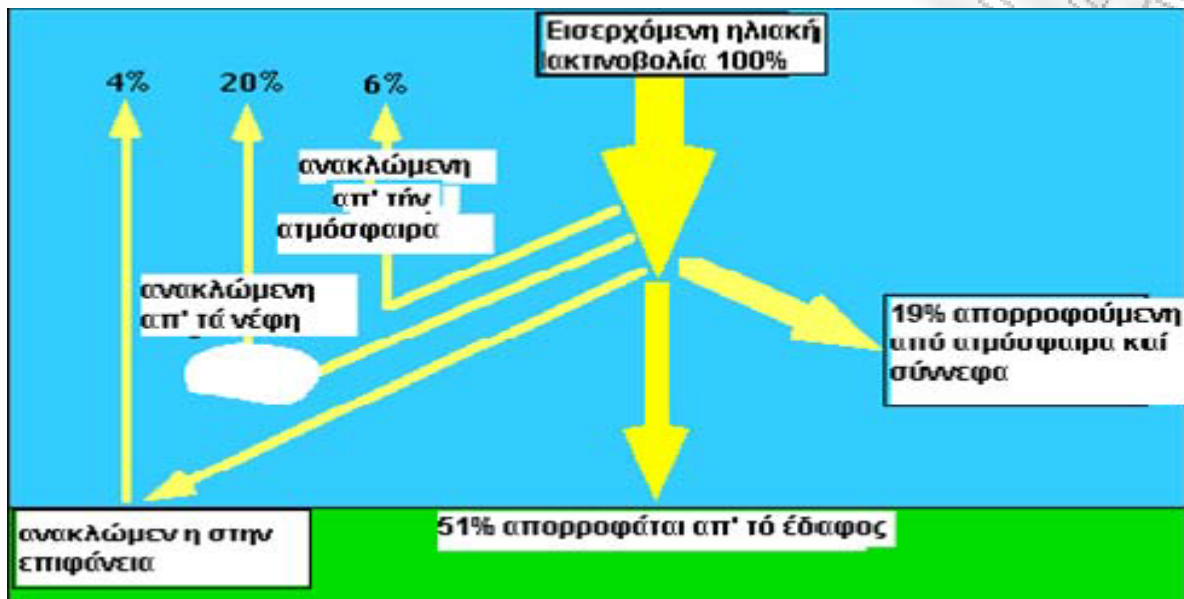 Εισερχόμενη ηλιακή
ακτινοβολία 100%
4% 20% 6%
ανακλώμενη
απ' τήν
ατμόσφαιρα
ανακλώμενη
απ' τά νέφη
19% απορροφούμενη
από ατμόσφαιρα καί
σύννεφα
51% απορροφάται απ' τό έδαφος
ανακλώμεν η στην
επιφάνεια